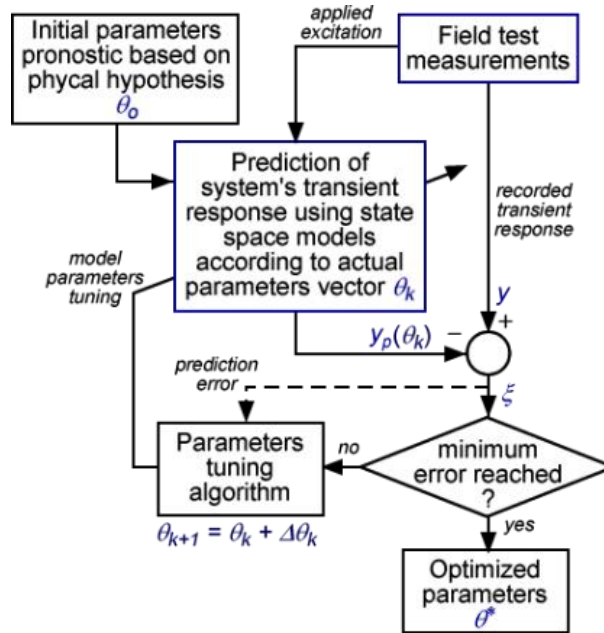 Initial parameters
pronostic based on
phycal hypothesis
θo
applied
excitation
Field test
measurements
Prediction of
system's transient
response using state
space models
according to actual
parameters vector θk
recorded
transient
response
model
parameters
tuning
y
+
yp(θk)
−
prediction
error
ξ
Parameters
tuning
algorithm
no
minimum
error reached
?
θk+1 = θk + Δθk
yes
Optimized
parameters
θ*